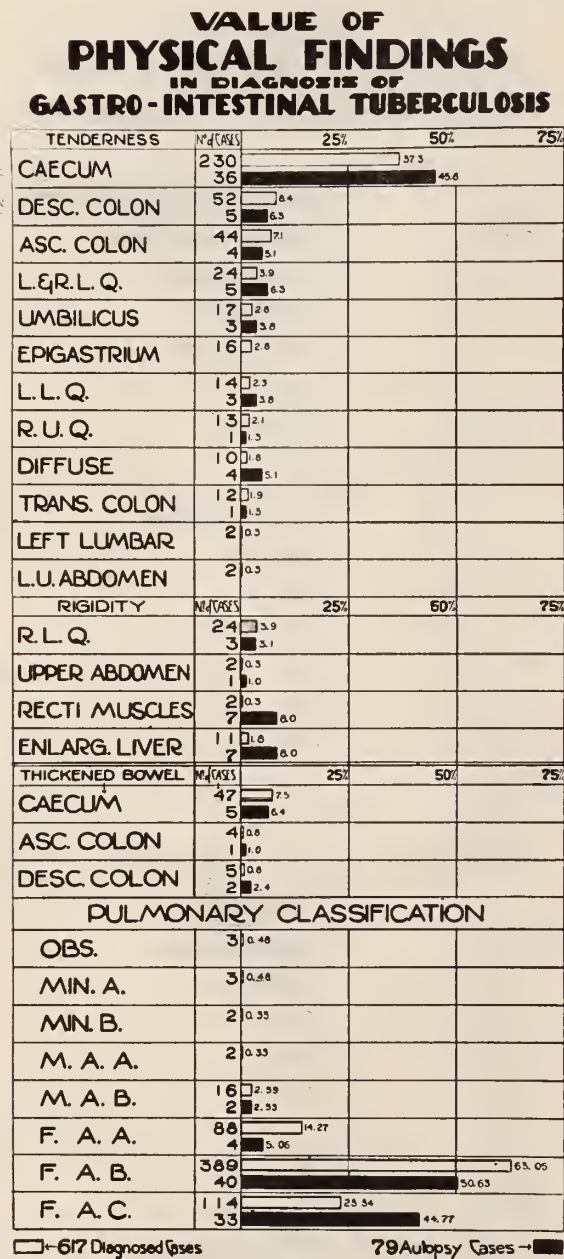 VALUE OF
PHYSICAL FINDINGS
IN DIAGNOSIS OF
GASTRO-INTESTINAL TUBERCULOSIS
TENDERNESS Nº of CASES 25% 50% 75%
CAECUM 230 37.3
36 45.8
DESC. COLON 52 8.4
5 6.3
ASC. COLON 44 7.1
4 5.1
L.&R.L.Q. 24 3.9
5 6.3
UMBILICUS 17 2.8
3 3.8
EPIGASTRIUM 16 2.8
L.L.Q. 14 2.3
3 3.8
R.U.Q. 13 2.1
1 1.3
DIFFUSE 10 1.8
4 5.1
TRANS. COLON 12 1.9
1 1.3
LEFT LUMBAR 2 0.3
L.U. ABDOMEN 2 0.3
RIGIDITY Nº of CASES 25% 50% 75%
R.L.Q. 24 3.9
3 3.1
UPPER ABDOMEN 2 0.3
1 1.0
RECTI MUSCLES 2 0.3
7 8.0
ENLARG. LIVER 11 1.8
7 8.0
THICKENED BOWEL Nº of CASES 25% 50% 75%
CAECUM 47 7.5
5 6.4
ASC. COLON 4 0.8
1 1.0
DESC. COLON 5 0.8
2 2.4
PULMONARY CLASSIFICATION
OBS. 3 0.48
MIN. A. 3 0.48
MIN. B. 2 0.33
M. A. A. 2 0.33
M. A. B. 16 2.59
2 2.53
F. A. A. 88 14.27
4 5.06
F. A. B. 389 63.05
40 50.63
F. A. C. 114 23.34
33 44.77
←617 Diagnosed Cases 79 Autopsy Cases→